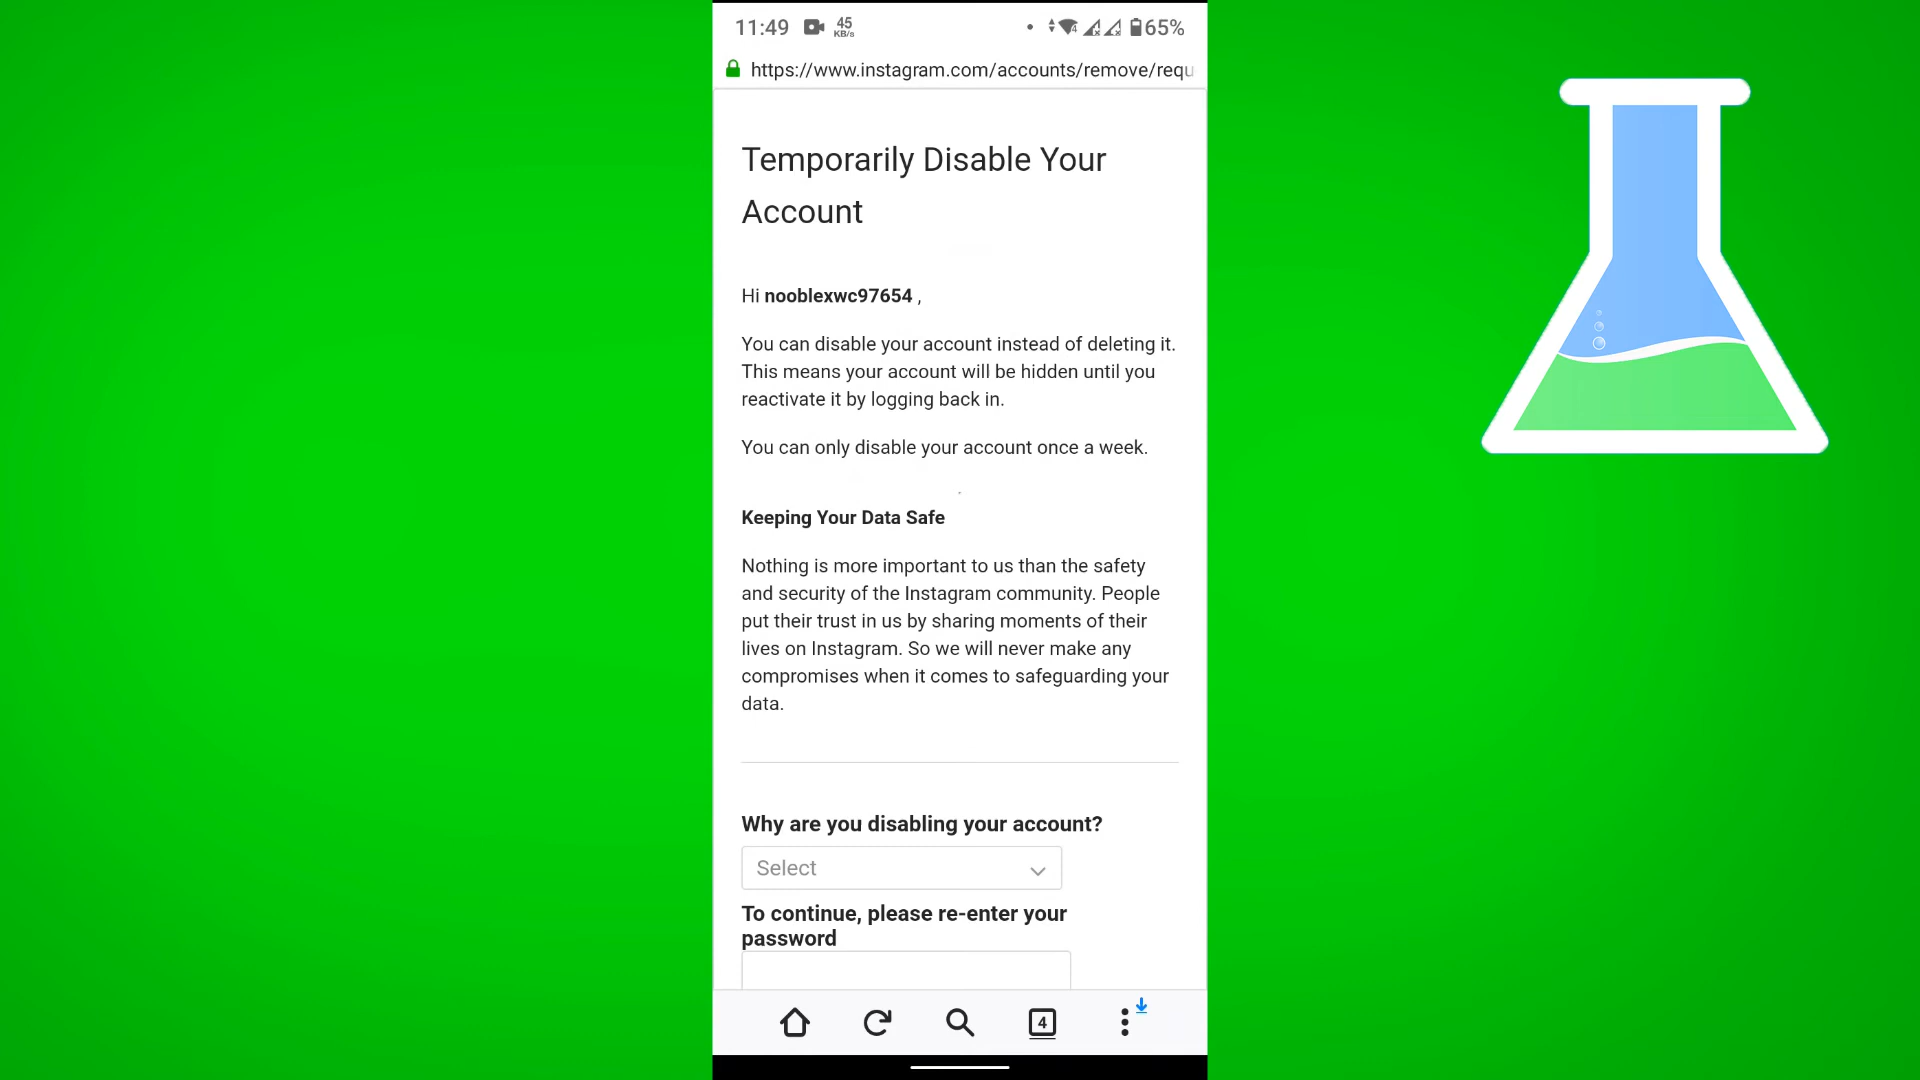 11:49 45 KB/s 65%
https://www.instagram.com/accounts/remove/requ
Temporarily Disable Your
Account
Hi nooblexwc97654 ,
You can disable your account instead of deleting it.
This means your account will be hidden until you
reactivate it by logging back in.
You can only disable your account once a week.
Keeping Your Data Safe
Nothing is more important to us than the safety
and security of the Instagram community. People
put their trust in us by sharing moments of their
lives on Instagram. So we will never make any
compromises when it comes to safeguarding your
data.
Why are you disabling your account?
Select
To continue, please re-enter your
password
4